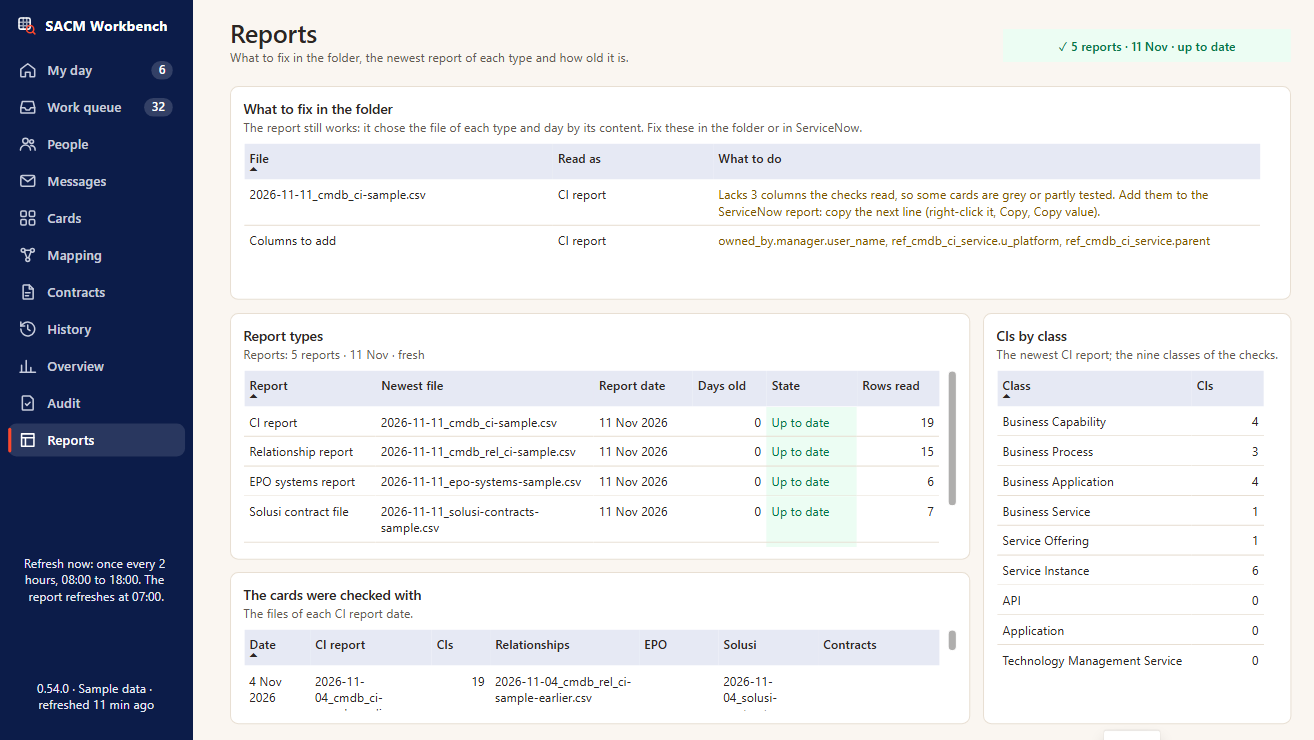 SACM Workbench
My day 6
Work queue 32
People
Messages
Cards
Mapping
Contracts
History
Overview
Audit
Reports
Refresh now: once every 2
hours, 08:00 to 18:00. The
report refreshes at 07:00.
0.54.0 · Sample data ·
refreshed 11 min ago
Reports
What to fix in the folder, the newest report of each type and how old it is.
✓ 5 reports · 11 Nov · up to date
What to fix in the folder
The report still works: it chose the file of each type and day by its content. Fix these in the folder or in ServiceNow.
File Read as What to do
2026-11-11_cmdb_ci-sample.csv CI report Lacks 3 columns the checks read, so some cards are grey or partly tested. Add them to the
ServiceNow report: copy the next line (right-click it, Copy, Copy value).
Columns to add CI report owned_by.manager.user_name, ref_cmdb_ci_service.u_platform, ref_cmdb_ci_service.parent
Report types
Reports: 5 reports · 11 Nov · fresh
Report Newest file Report date Days old State Rows read
CI report 2026-11-11_cmdb_ci-sample.csv 11 Nov 2026 0 Up to date 19
Relationship report 2026-11-11_cmdb_rel_ci-sample.csv 11 Nov 2026 0 Up to date 15
EPO systems report 2026-11-11_epo-systems-sample.csv 11 Nov 2026 0 Up to date 6
Solusi contract file 2026-11-11_solusi-contracts- 11 Nov 2026 0 Up to date 7
sample.csv
CIs by class
The newest CI report; the nine classes of the checks.
Class CIs
Business Capability 4
Business Process 3
Business Application 4
Business Service 1
Service Offering 1
Service Instance 6
API 0
Application 0
Technology Management Service 0
The cards were checked with
The files of each CI report date.
Date CI report CIs Relationships EPO Solusi Contracts
4 Nov 2026-11- 19 2026-11-04_cmdb_rel_ci- 2026-11-
2026 04_cmdb_ci- sample-earlier.csv 04_solusi-